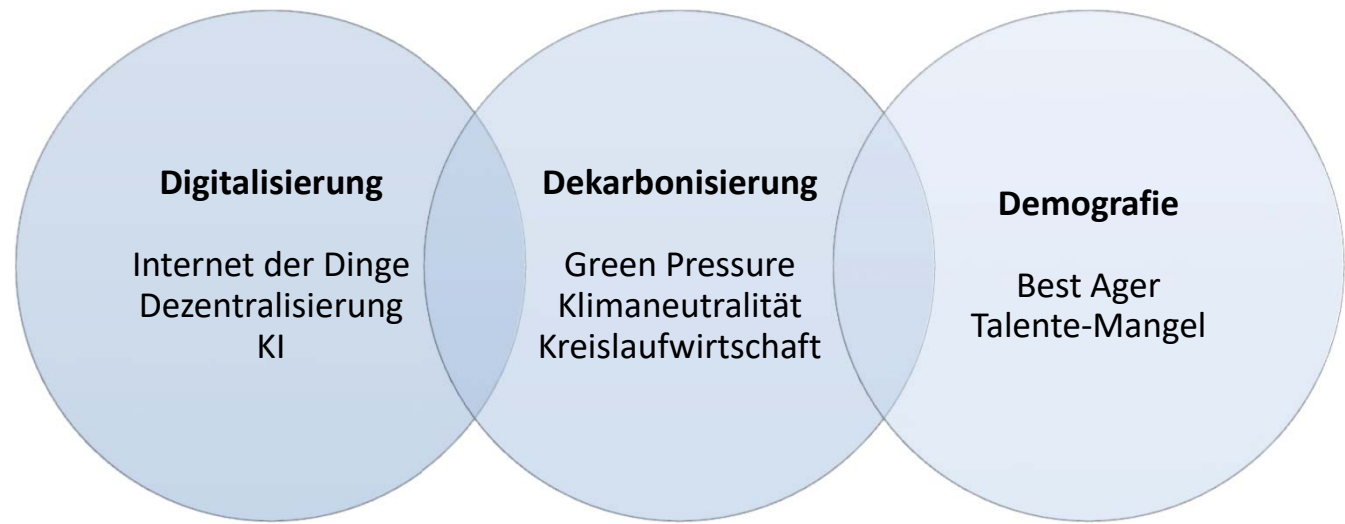 Digitalisierung
Internet der Dinge
Dezentralisierung
KI
Dekarbonisierung
Green Pressure
Klimaneutralität
Kreislaufwirtschaft
Demografie
Best Ager
Talente-Mangel